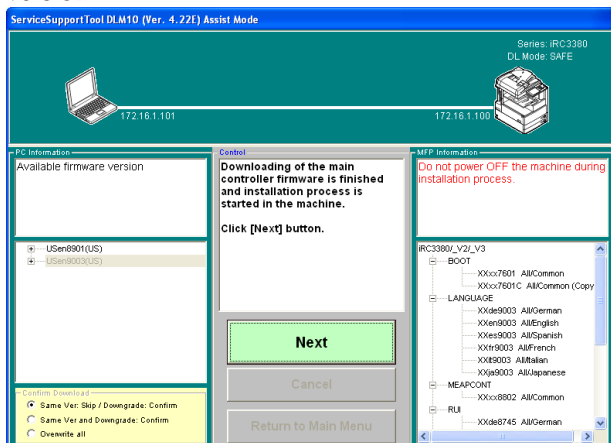 ServiceSupportTool DLM10 (Ver. 4.22E) Assist Mode
Series: iRC3380
DL Mode: SAFE
172.16.1.101
172.16.1.100
PC Information
Available firmware version
USen8901(US)
USen9003(US)
Confirm Download
Same Ver: Skip / Downgrade: Confirm
Same Ver and Downgrade: Confirm
Overwrite all
Control
Downloading of the main
controller firmware is finished
and installation process is
started in the machine.
Click [Next] button.
Next
Cancel
Return to Main Menu
MFP Information
Do not power OFF the machine during
installation process.
iRC3380/_V2/_V3
BOOT
XXxx7601 All/Common
XXxx7601C All/Common (Copy
LANGUAGE
XXde9003 All/German
XXen9003 All/English
XXes9003 All/Spanish
XXfr9003 All/French
XXit9003 All/Italian
XXja9003 All/Japanese
MEAPCONT
XXxx8802 All/Common
RUI
XXde8745 All/German